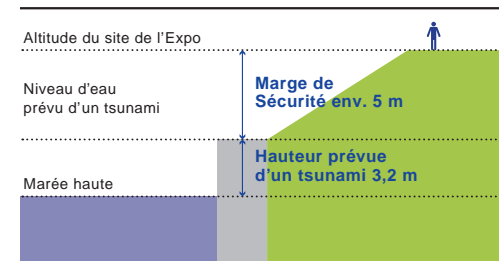 Altitude du site de l'Expo
Niveau d'eau
prévu d'un tsunami
Marge de
Sécurité env. 5 m
Hauteur prévue
d'un tsunami 3,2 m
Marée haute